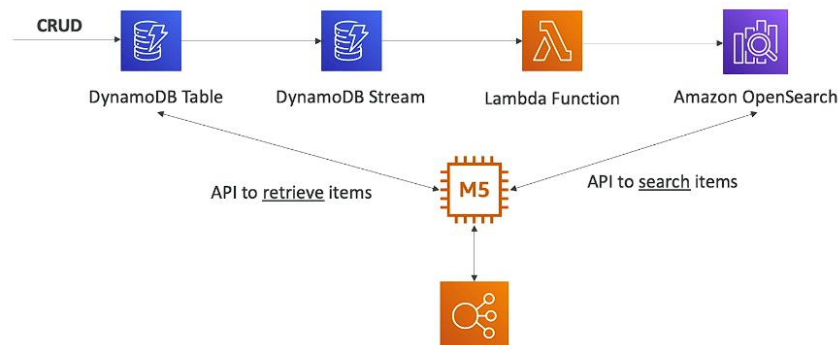 CRUD
DynamoDB Table
DynamoDB Stream
Lambda Function
Amazon OpenSearch
M5
API to retrieve items
API to search items